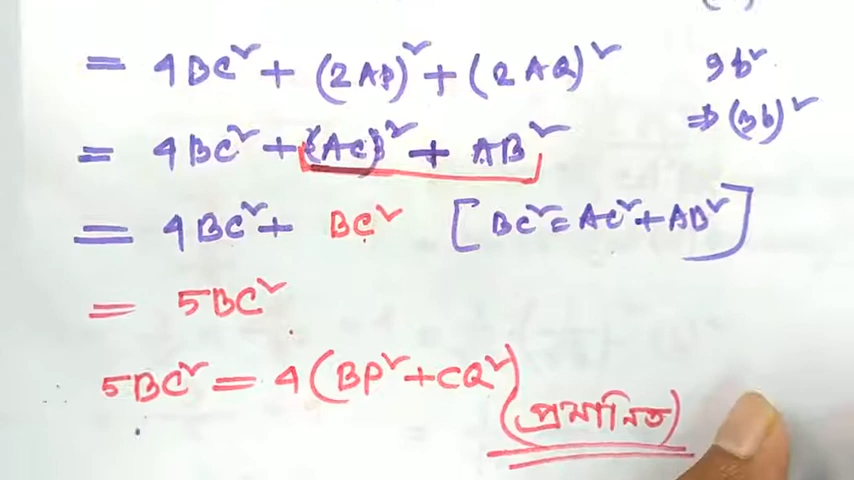 = 4BC² + (2AP)² + (2AQ)²
9b²
⇒ (3b)²
= 4BC² + (AC)² + AB²
= 4BC² + BC² [BC² = AC² + AB²]
= 5BC²
5BC² = 4(BP² + CQ²)
(প্রমানিত)